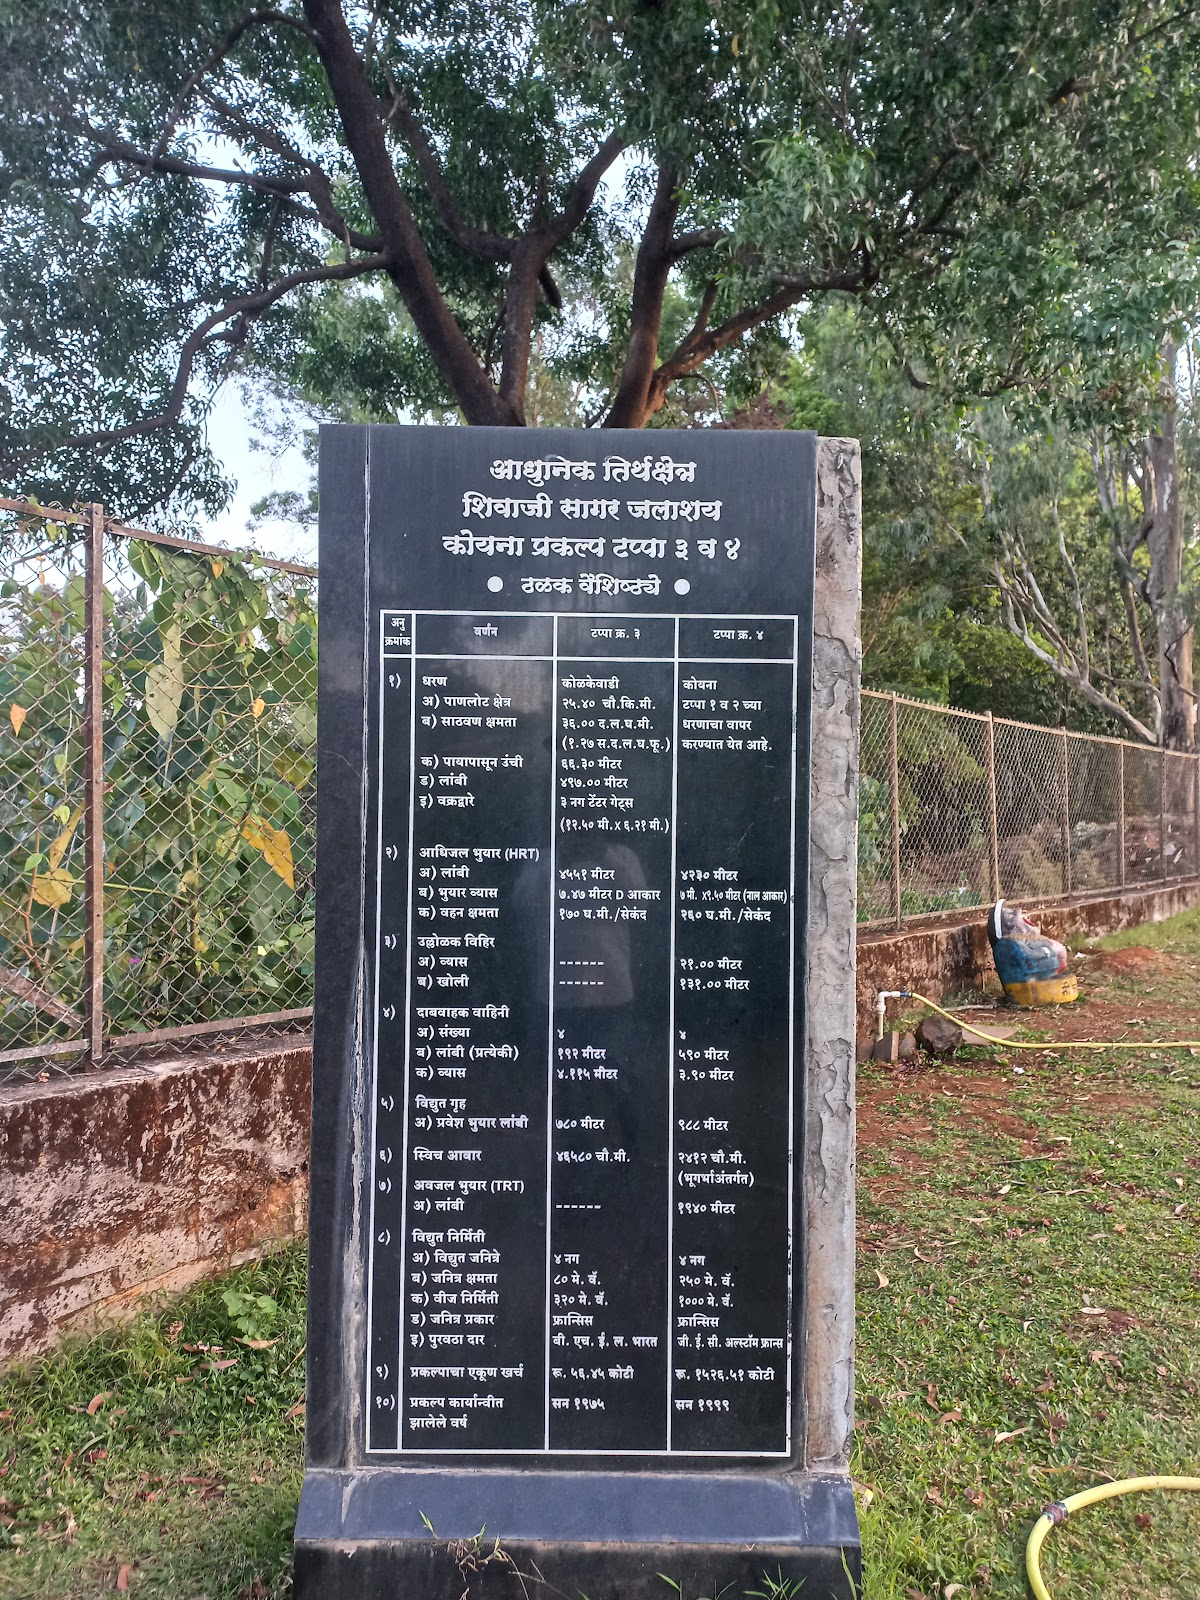 आधुनिक तिर्थक्षेत्र
शिवाजी सागर जलाशय
कोयना प्रकल्प टप्पा ३ व ४
● ठळक वैशिष्ठ्ये ●
अनु क्रमांक वर्णन टप्पा क्र. ३ टप्पा क्र. ४
१) धरण कोळकेवाडी कोयना
अ) पाणलोट क्षेत्र २५.४० चौ.कि.मी. टप्पा १ व २ च्या
ब) साठवण क्षमता ३६.०० द.ल.घ.मी. धरणाचा वापर
(१.२७ स.द.ल.घ.फू.) करण्यात येत आहे.
क) पायापासून उंची ६६.३० मीटर
ड) लांबी ४९७.०० मीटर
इ) वक्रद्वारे ३ नग टेंटर गेट्स
(१२.५० मी.x ६.२१ मी.)
२) आधिजल भुयार (HRT)
अ) लांबी ४५५१ मीटर ४२३० मीटर
ब) भुयार व्यास ७.४७ मीटर D आकार ७ मी. x९.५० मीटर (नाल आकार)
क) वहन क्षमता १७० घ.मी./सेकंद २६० घ.मी./सेकंद
३) उल्लोळक विहिर
अ) व्यास ------ २१.०० मीटर
ब) खोली ------ १३१.०० मीटर
४) दाबवाहक वाहिनी
अ) संख्या ४ ४
ब) लांबी (प्रत्येकी) १९२ मीटर ५९० मीटर
क) व्यास ४.११५ मीटर ३.९० मीटर
५) विद्युत गृह
अ) प्रवेश भुयार लांबी ७८० मीटर ९८८ मीटर
६) स्विच आवार ४६५८० चौ.मी. २४१२ चौ.मी.
(भूगर्भाअंतर्गत)
७) अवजल भुयार (TRT)
अ) लांबी ------ १९४० मीटर
८) विद्युत निर्मिती
अ) विद्युत जनित्रे ४ नग ४ नग
ब) जनित्र क्षमता ८० मे. वॅ. २५० मे. वॅ.
क) वीज निर्मिती ३२० मे. वॅ. १००० मे. वॅ.
ड) जनित्र प्रकार फ्रान्सिस फ्रान्सिस
इ) पुरवठा दार बी. एच. ई. ल. भारत जी. ई. सी. अल्स्टॉम फ्रान्स
९) प्रकल्पाचा एकूण खर्च रू. ५६.४५ कोटी रू. १५२६.५१ कोटी
१०) प्रकल्प कार्यान्वीत सन १९७५ सन १९९९
झालेले वर्ष